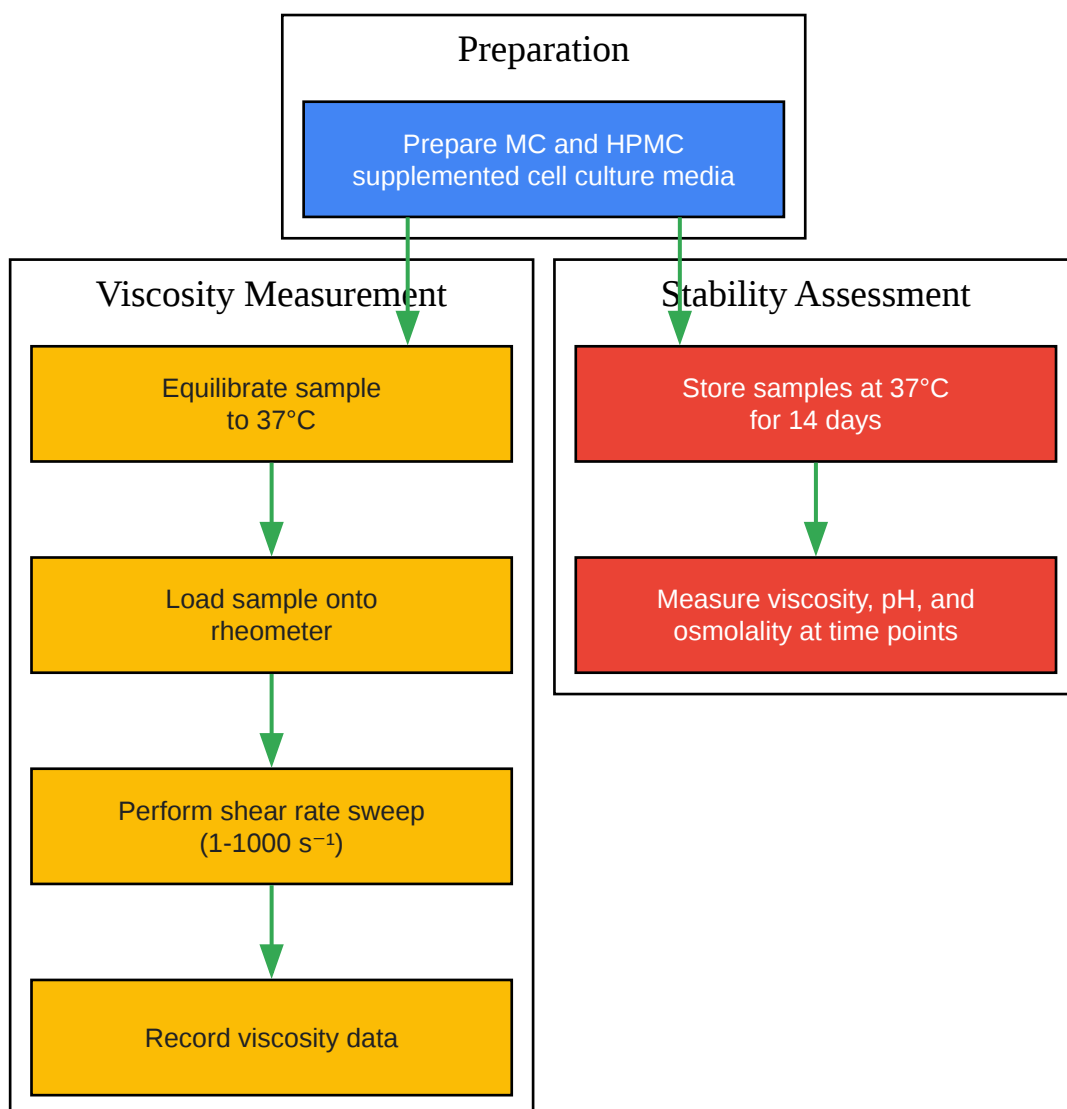 Preparation
Prepare MC and HPMC
supplemented cell culture media
Viscosity Measurement
Equilibrate sample
to 37°C
Load sample onto
rheometer
Perform shear rate sweep
(1-1000 s⁻¹)
Record viscosity data
Stability Assessment
Store samples at 37°C
for 14 days
Measure viscosity, pH, and
osmolality at time points